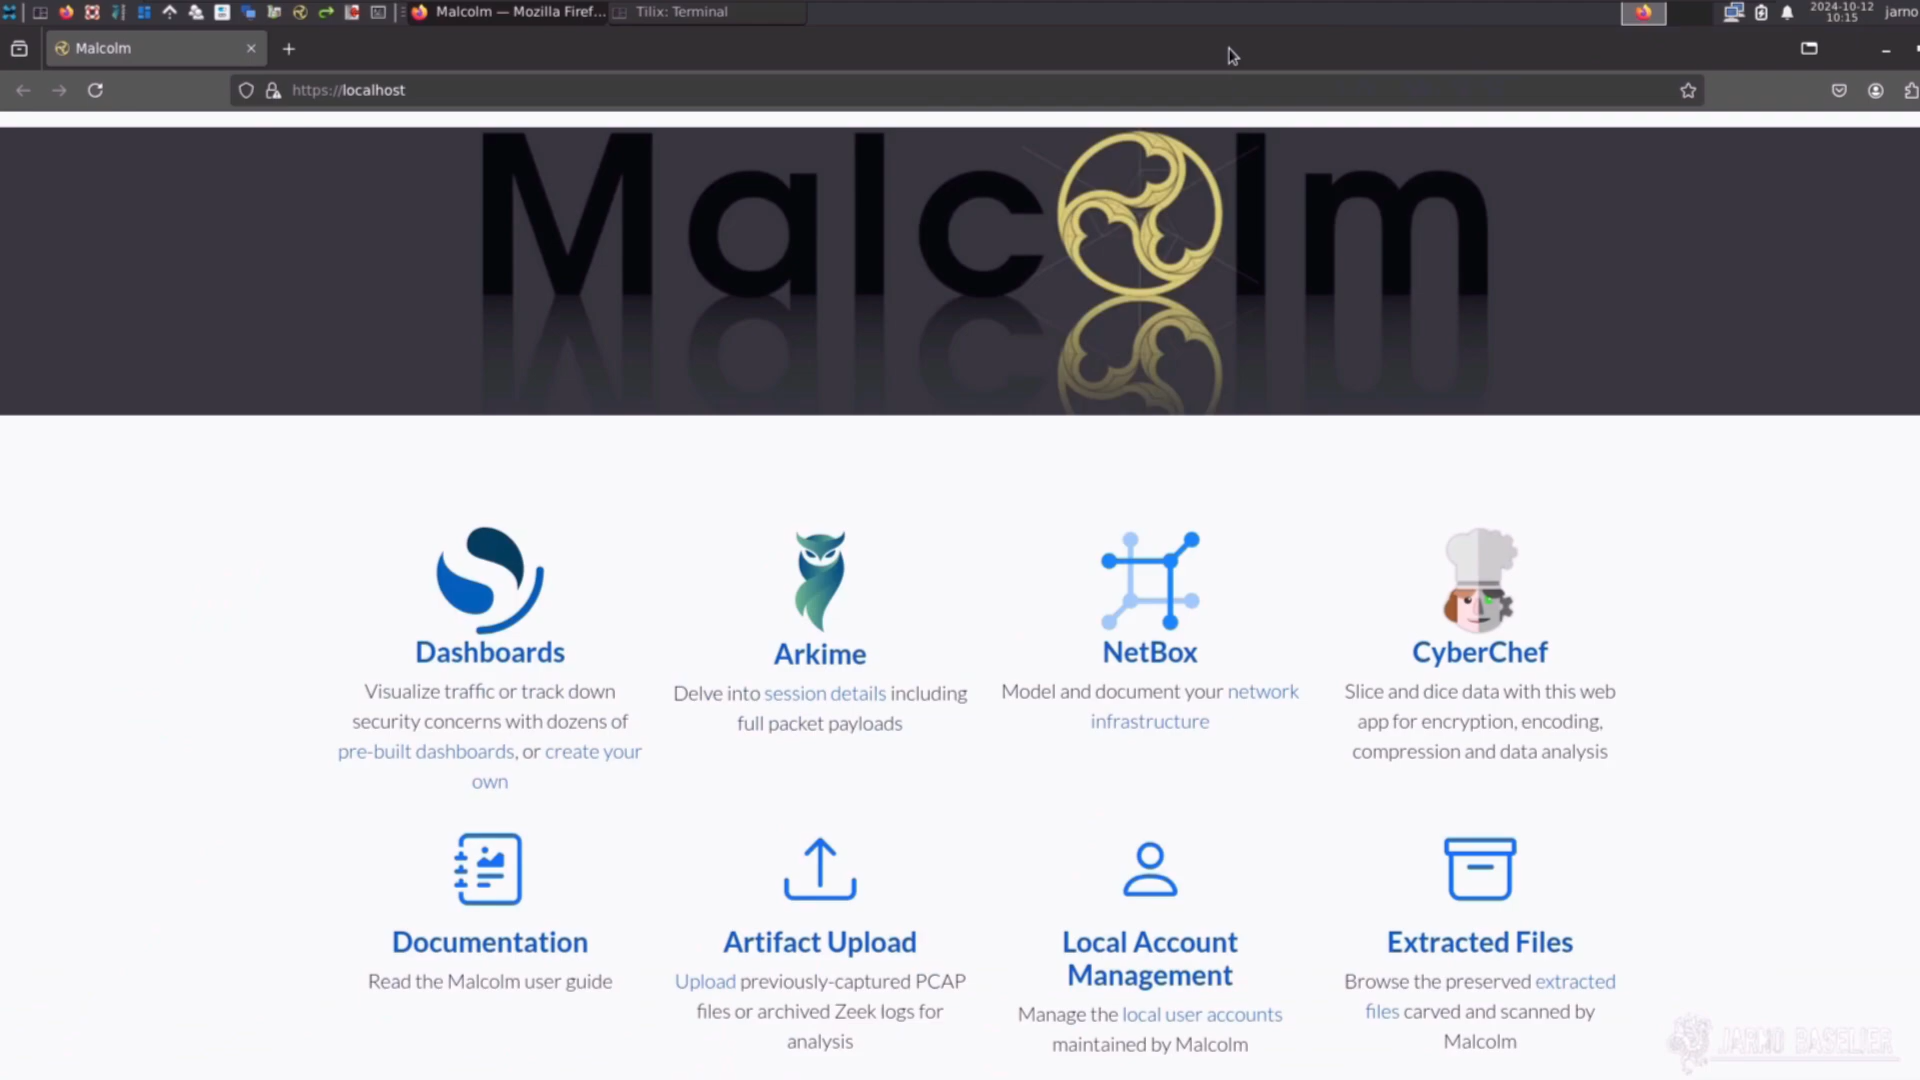 Malcolm — Mozilla Firef...
Tilix: Terminal
2024-10-12
10:15
jarno
Malcolm
https://localhost
Malcolm
Dashboards
Visualize traffic or track down
security concerns with dozens of
pre-built dashboards, or create your
own
Arkime
Delve into session details including
full packet payloads
NetBox
Model and document your network
infrastructure
CyberChef
Slice and dice data with this web
app for encryption, encoding,
compression and data analysis
Documentation
Read the Malcolm user guide
Artifact Upload
Upload previously-captured PCAP
files or archived Zeek logs for
analysis
Local Account
Management
Manage the local user accounts
maintained by Malcolm
Extracted Files
Browse the preserved extracted
files carved and scanned by
Malcolm
JARNO BASELIER